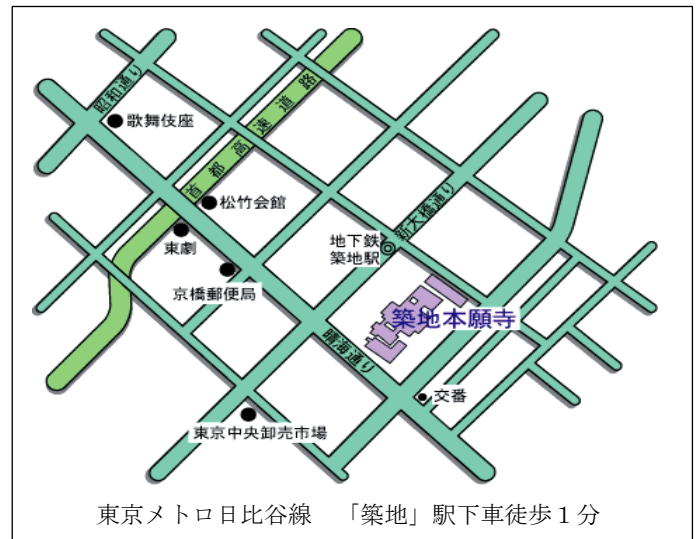 昭和通り
歌舞伎座
首都高速道路
松竹会館
新大橋通り
東劇
地下鉄
築地駅
京橋郵便局
築地本願寺
晴海通り
交番
東京中央卸売市場
東京メトロ日比谷線 「築地」駅下車徒歩1分